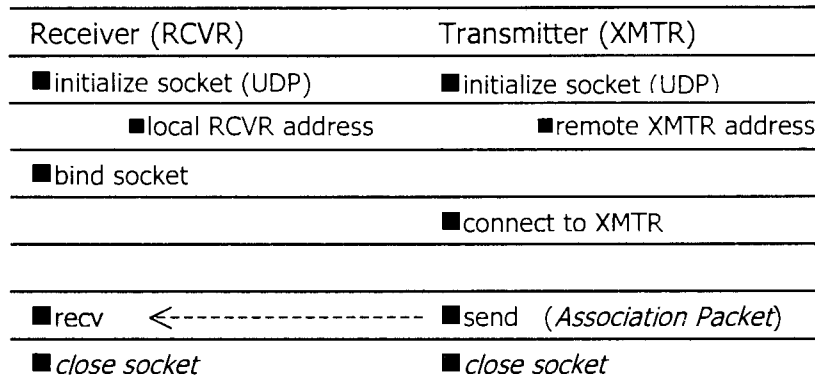 Receiver (RCVR) Transmitter (XMTR)
■initialize socket (UDP) ■initialize socket (UDP)
■local RCVR address ■remote XMTR address
■bind socket
■connect to XMTR
■recv <---------------------- ■send (Association Packet)
■close socket ■close socket